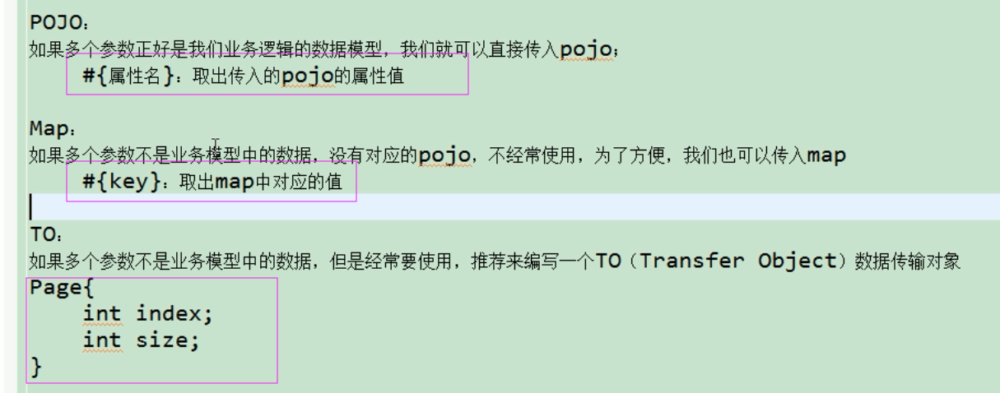 POJO：
如果多个参数正好是我们业务逻辑的数据模型，我们就可以直接传入pojo；
#{属性名}：取出传入的pojo的属性值
Map：
如果多个参数不是业务模型中的数据，没有对应的pojo，不经常使用，为了方便，我们也可以传入map
#{key}：取出map中对应的值
TO：
如果多个参数不是业务模型中的数据，但是经常要使用，推荐来编写一个TO（Transfer Object）数据传输对象
Page{
int index;
int size;
}